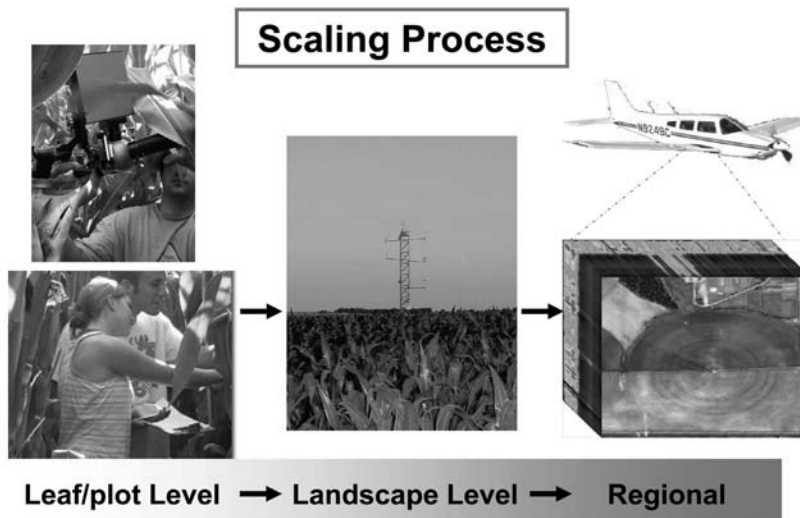 Scaling Process
N9249C
Leaf/plot Level → Landscape Level → Regional